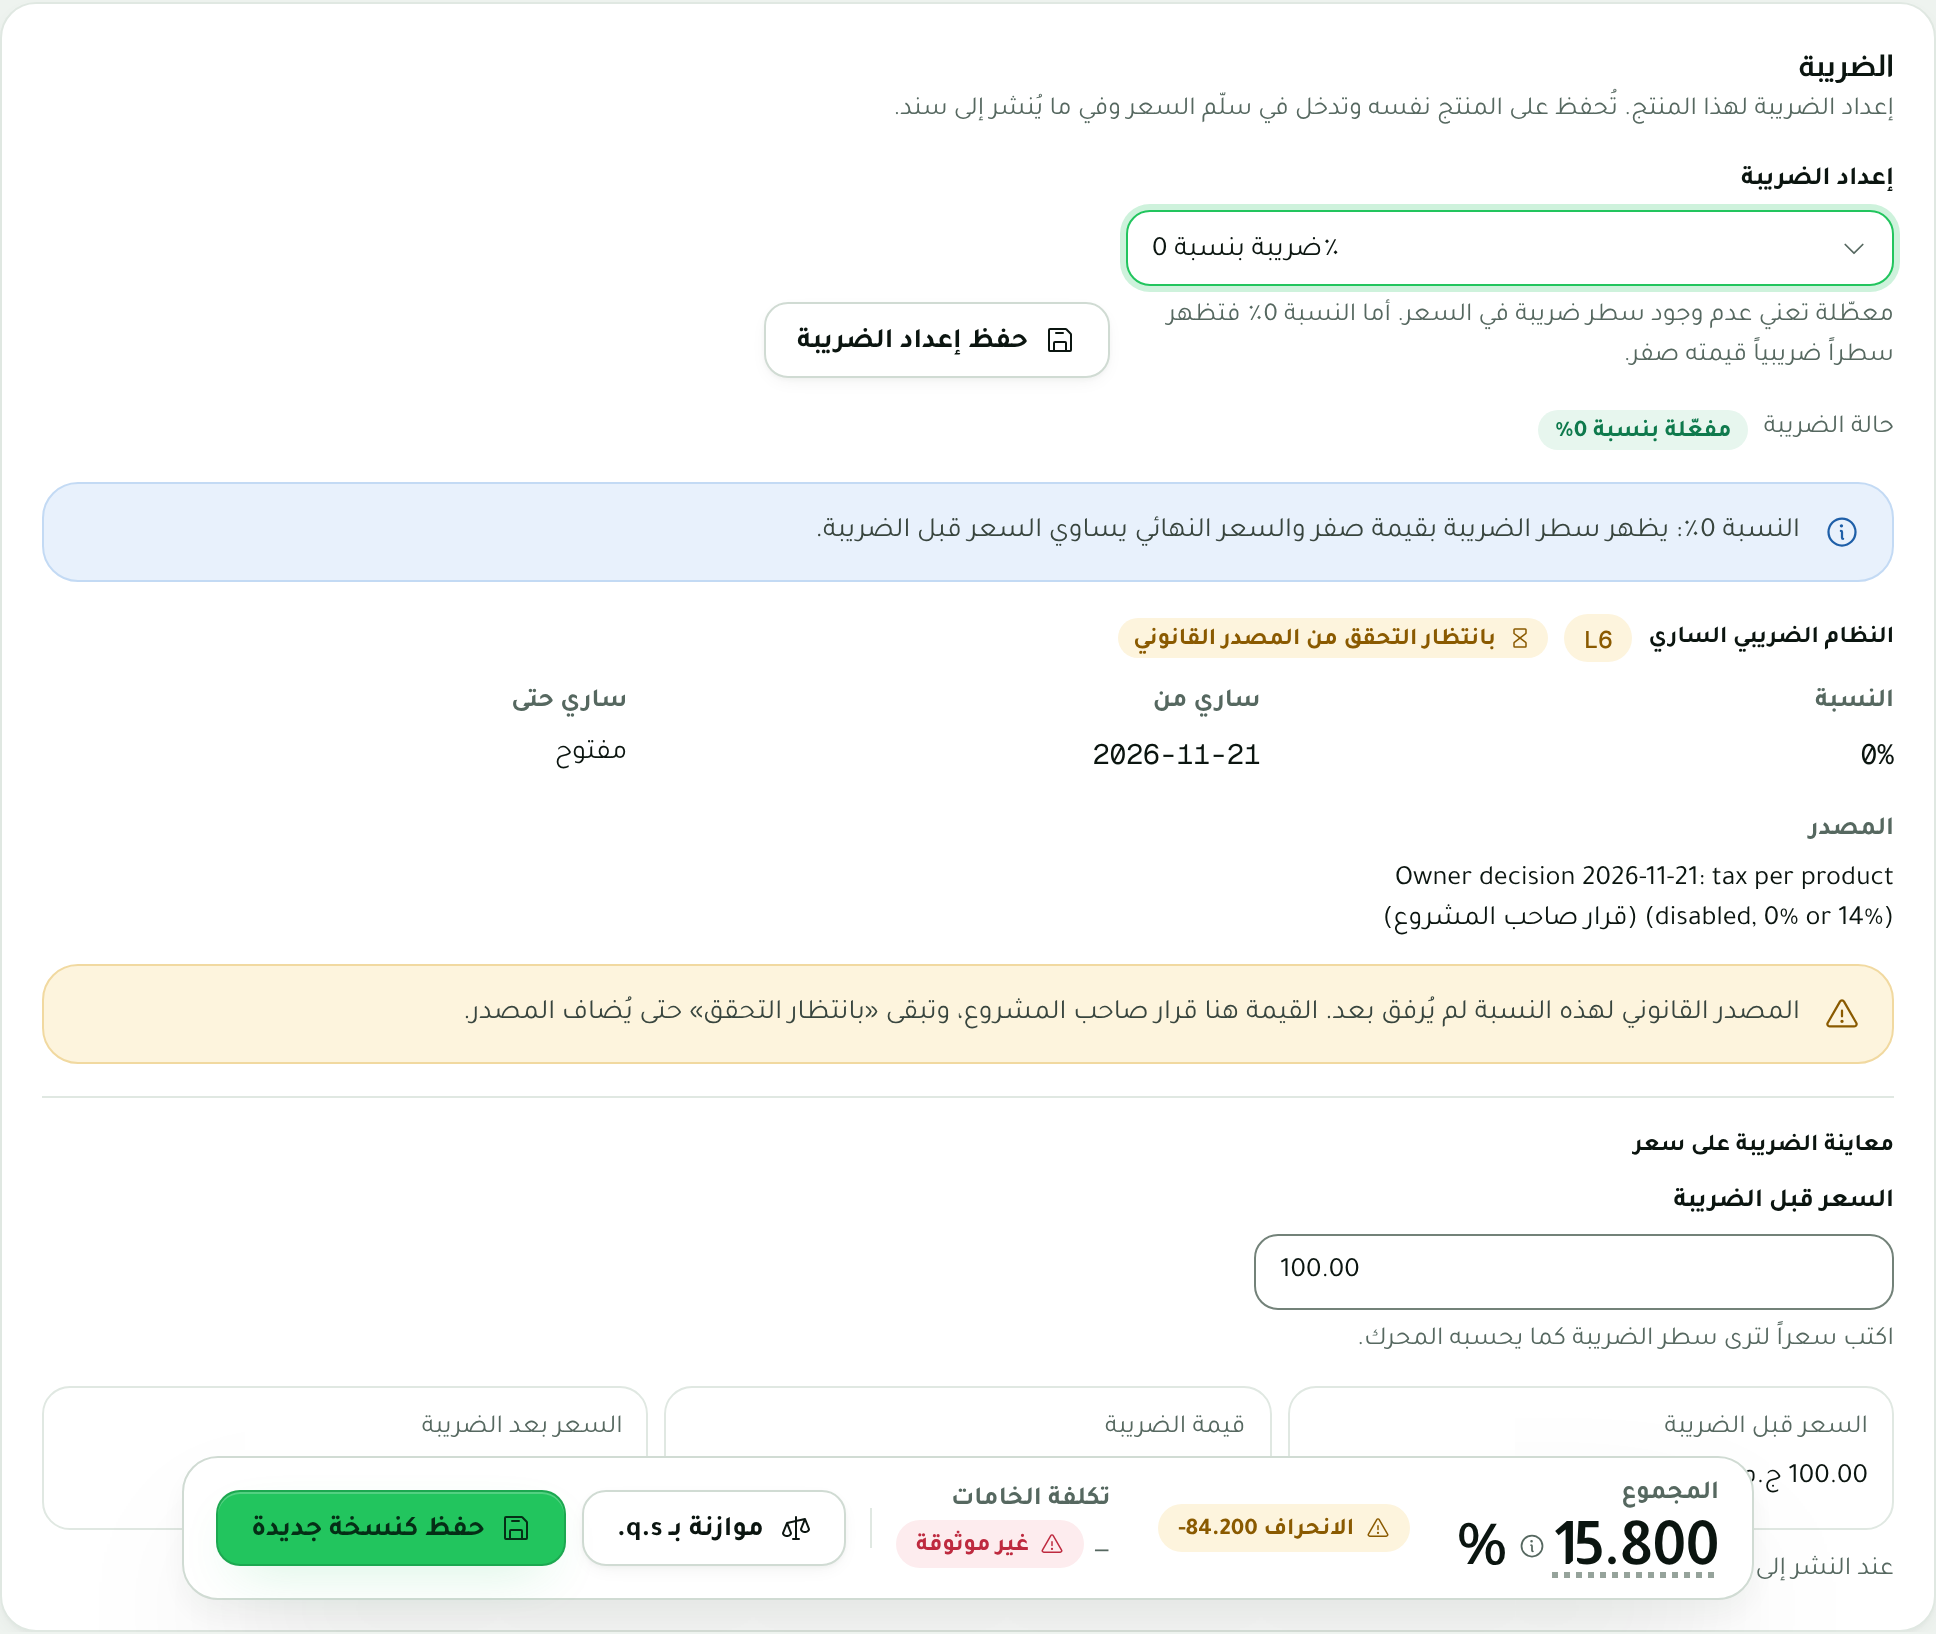 الضريبة
إعداد الضريبة لهذا المنتج. تُحفظ على المنتج نفسه وتدخل في سلّم السعر وفي ما يُنشر إلى سند.
إعداد الضريبة
ضريبة بنسبة 0٪
معطّلة تعني عدم وجود سطر ضريبة في السعر. أما النسبة 0٪ فتظهر
سطراً ضريبياً قيمته صفر.
حفظ إعداد الضريبة
حالة الضريبة مفعّلة بنسبة 0%
النسبة 0٪: يظهر سطر الضريبة بقيمة صفر والسعر النهائي يساوي السعر قبل الضريبة.
النظام الضريبي الساري L6 بانتظار التحقق من المصدر القانوني
النسبة ساري من ساري حتى
0% 2026-11-21 مفتوح
المصدر
Owner decision 2026-11-21: tax per product
(disabled, 0% or 14%) (قرار صاحب المشروع)
المصدر القانوني لهذه النسبة لم يُرفق بعد. القيمة هنا قرار صاحب المشروع، وتبقى «بانتظار التحقق» حتى يُضاف المصدر.
معاينة الضريبة على سعر
السعر قبل الضريبة
100.00
اكتب سعراً لترى سطر الضريبة كما يحسبه المحرك.
السعر قبل الضريبة قيمة الضريبة السعر بعد الضريبة
100.00 ج.م
عند النشر إلى
المجموع
15.800 %
الانحراف 84.200-
تكلفة الخامات
– غير موثوقة
موازنة بـ q.s.
حفظ كنسخة جديدة